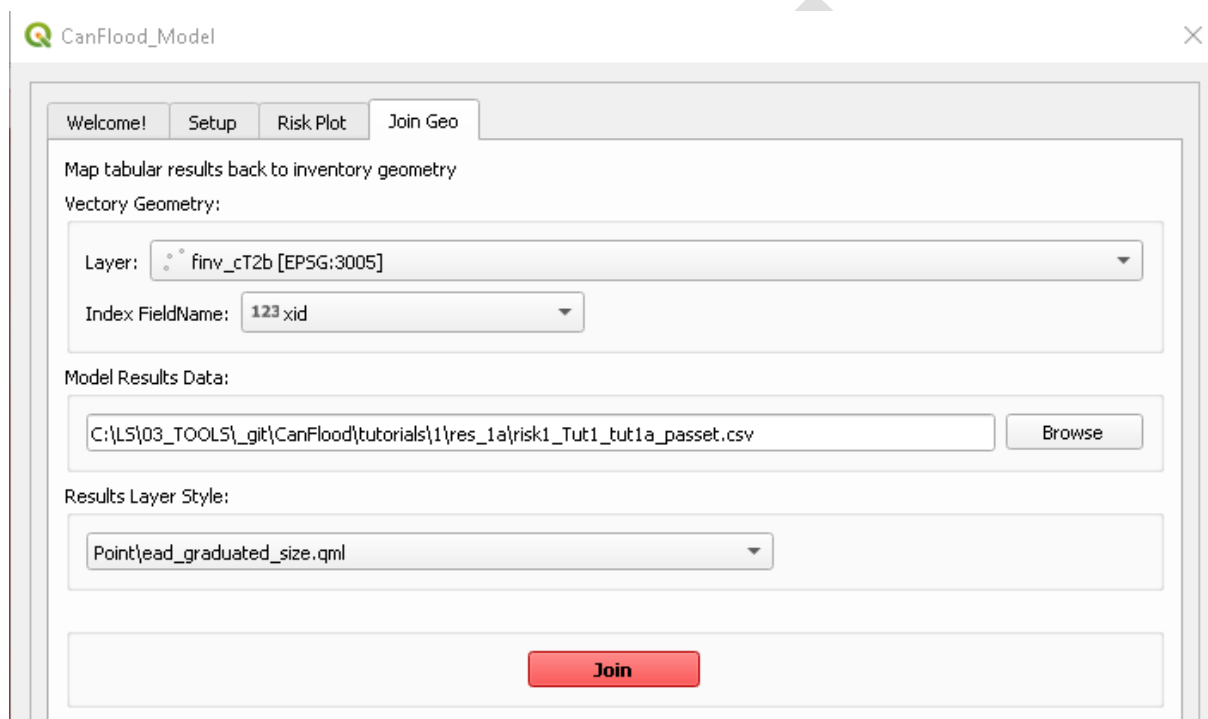 CanFlood_Model
Welcome! Setup Risk Plot Join Geo
Map tabular results back to inventory geometry
Vectory Geometry:
Layer: finv_cT2b [EPSG:3005]
Index FieldName: 123 xid
Model Results Data:
C:\LS\03_TOOLS\_git\CanFlood\tutorials\1\res_1a\risk1_Tut1_tut1a_passet.csv Browse
Results Layer Style:
Point\ead_graduated_size.qml
Join